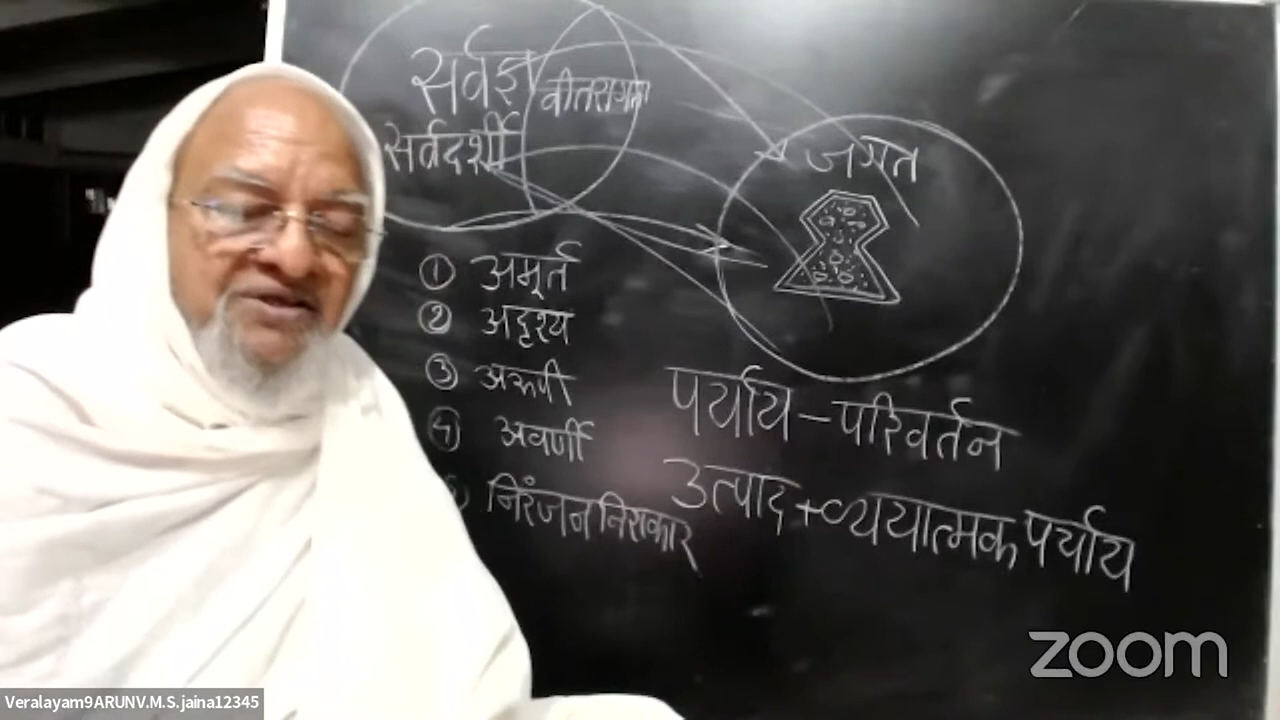 सर्वज्ञ वीतरागता
सर्वदर्शी
जगत
① अमूर्त
② अदृश्य
③ अरूपी
④ अवर्णी
निरंजन निराकार
पर्याय – परिवर्तन
उत्पाद + व्ययात्मक पर्याय
zoom
Veralayam9ARUNV.M.S.jaina12345